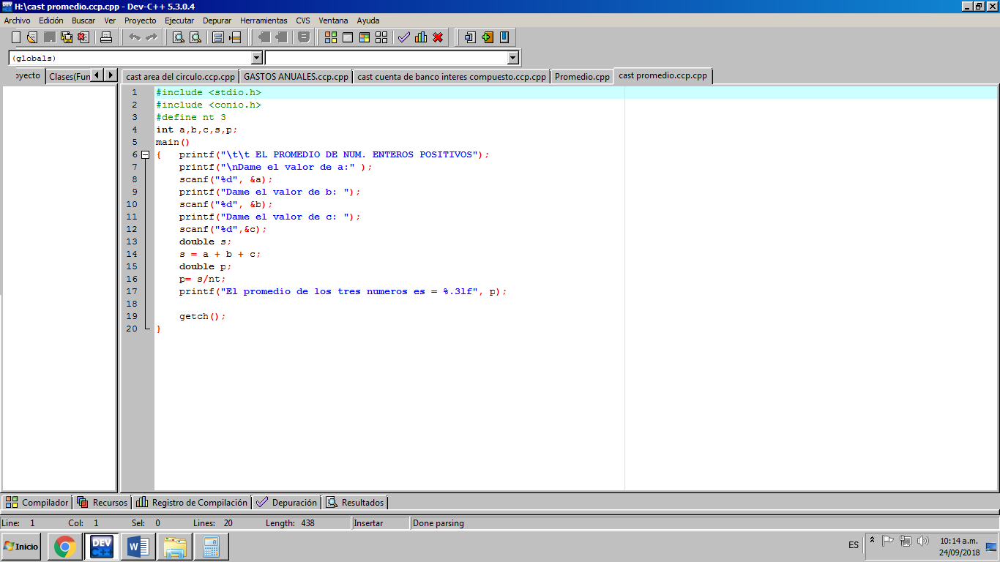 H:\cast promedio.ccp.cpp - Dev-C++ 5.3.0.4
Archivo Edición Buscar Ver Proyecto Ejecutar Depurar Herramientas CVS Ventana Ayuda
(globals)
oyecto Clases(Fun cast area del circulo.ccp.cpp GASTOS ANUALES.ccp.cpp cast cuenta de banco interes compuesto.ccp.cpp Promedio.cpp cast promedio.ccp.cpp
1 #include <stdio.h>
2 #include <conio.h>
3 #define nt 3
4 int a,b,c,s,p;
5 main()
6 { printf("\t\t EL PROMEDIO DE NUM. ENTEROS POSITIVOS");
7 printf("\nDame el valor de a:" );
8 scanf("%d", &a);
9 printf("Dame el valor de b: ");
10 scanf("%d", &b);
11 printf("Dame el valor de c: ");
12 scanf("%d",&c);
13 double s;
14 s = a + b + c;
15 double p;
16 p= s/nt;
17 printf("El promedio de los tres numeros es = %.3lf", p);
18
19 getch();
20 }
Compilador Recursos Registro de Compilación Depuración Resultados
Line: 1 Col: 1 Sel: 0 Lines: 20 Length: 438 Insertar Done parsing
Inicio DEV C++ W ES 10:14 a.m.
24/09/2018